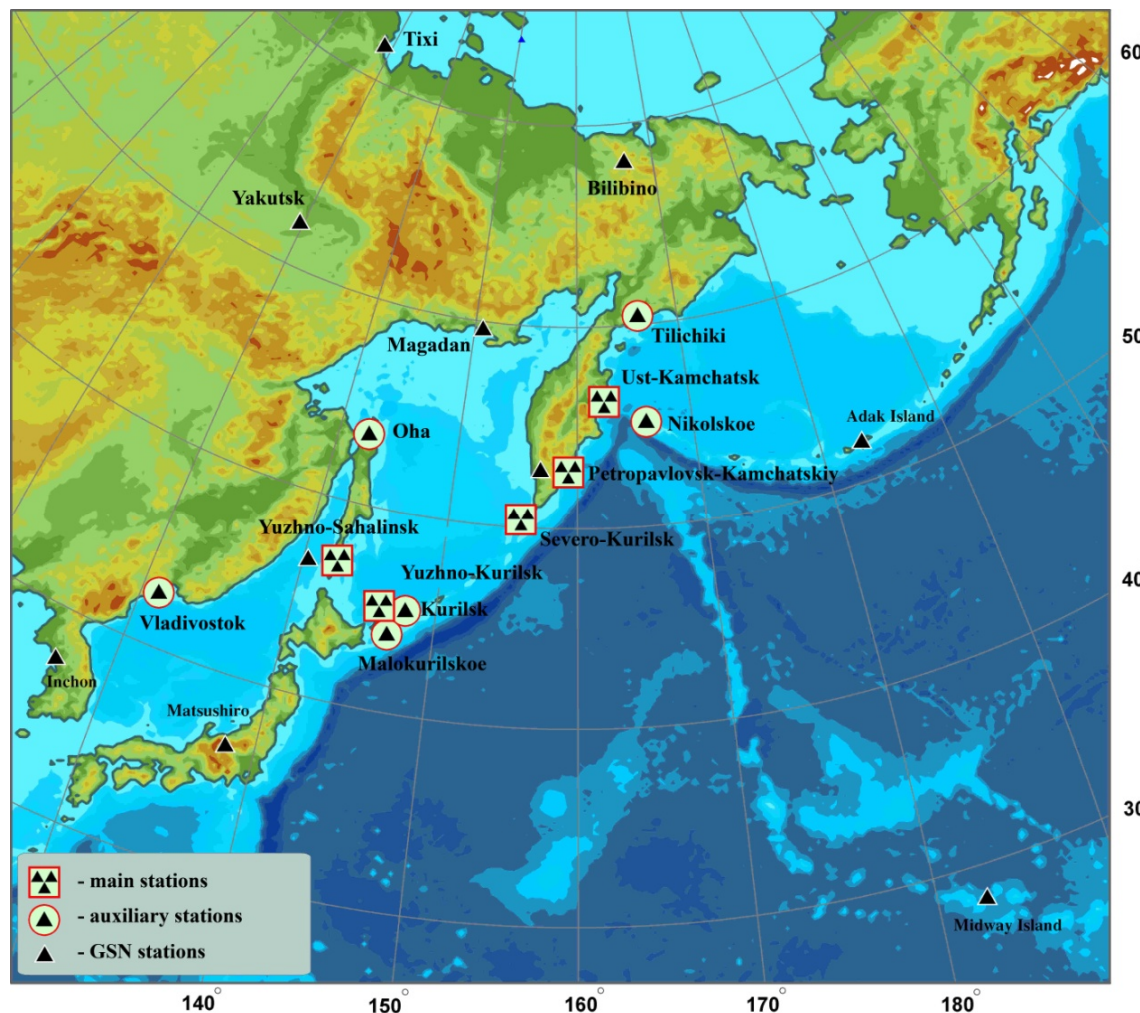 Tixi
60
Bilibino
Yakutsk
Tilichiki
50
Magadan
Ust-Kamchatsk
Adak Island
Nikolskoe
Oha
Petropavlovsk-Kamchatskiy
Yuzhno-Sahalinsk
Severo-Kurilsk
Yuzhno-Kurilsk
40
Kurilsk
Vladivostok
Malokurilskoe
Inchon
Matsushiro
30
- main stations
- auxiliary stations
- GSN stations
Midway Island
140° 150° 160° 170° 180°